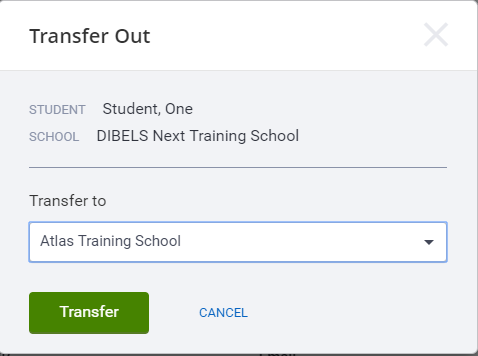 Transfer Out
STUDENT Student, One
SCHOOL DIBELS Next Training School
Transfer to
Atlas Training School
Transfer CANCEL